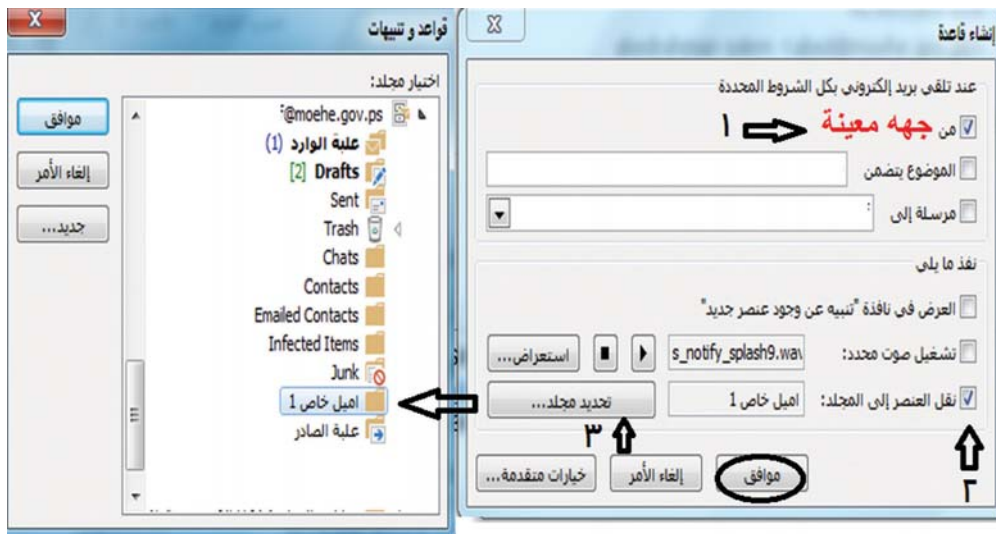 إنشاء قاعدة
عند تلقي بريد إلكتروني بكل الشروط المحددة
من جهه معينة ١
الموضوع يتضمن
مرسلة إلى :
نفذ ما يلي
العرض في نافذة "تنبيه عن وجود عنصر جديد"
تشغيل صوت محدد: s_notify_splash9.wav استعراض...
نقل العنصر إلى المجلد: اميل خاص 1 تحديد مجلد...
٢ ٣
موافق إلغاء الأمر خيارات متقدمة...
قواعد و تنبيهات
اختيار مجلد:
@moehe.gov.ps
علبة الوارد (1)
Drafts [2]
Sent
Trash
Chats
Contacts
Emailed Contacts
Infected Items
Junk
اميل خاص 1
علبة الصادر
موافق
إلغاء الأمر
جديد...